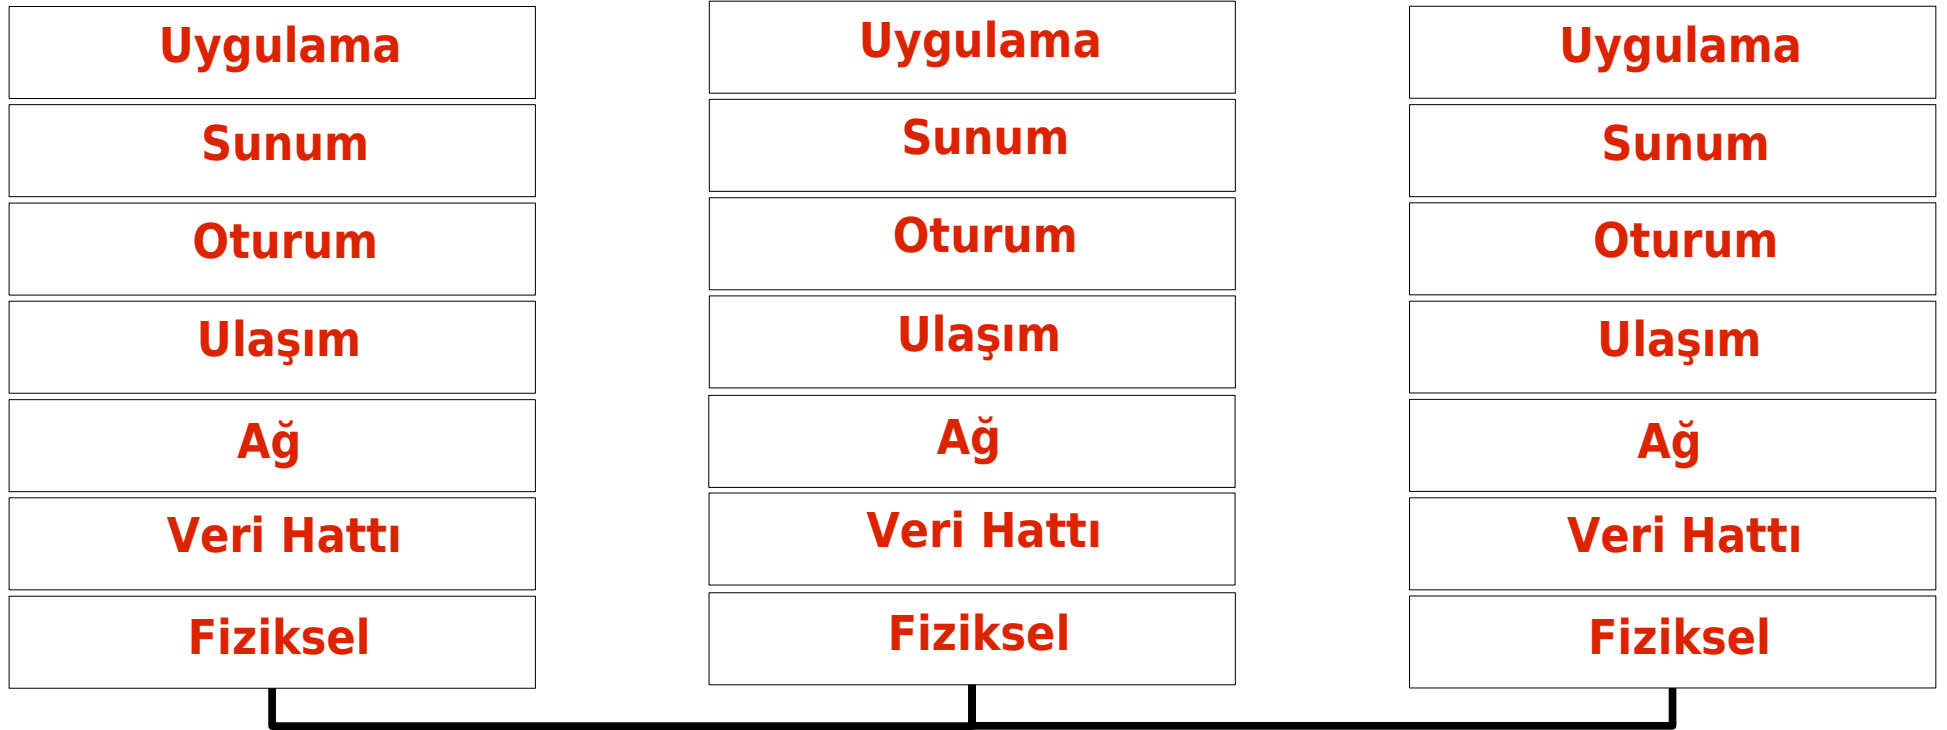 Uygulama
Sunum
Oturum
Ulaşım
Ağ
Veri Hattı
Fiziksel
Uygulama
Sunum
Oturum
Ulaşım
Ağ
Veri Hattı
Fiziksel
Uygulama
Sunum
Oturum
Ulaşım
Ağ
Veri Hattı
Fiziksel